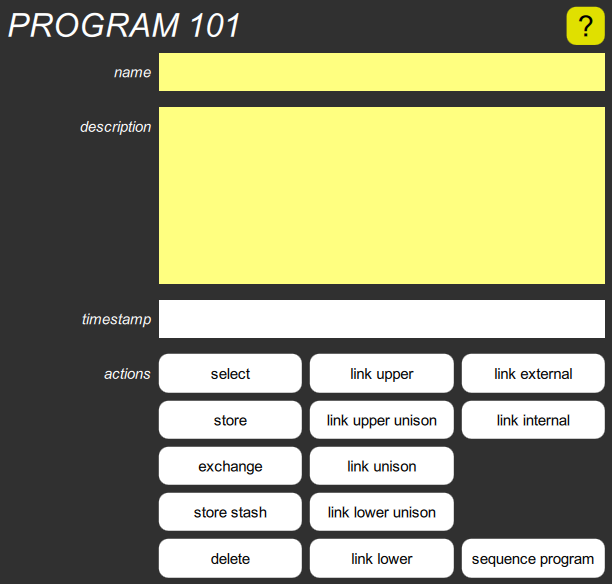 PROGRAM 101 ?
name
description
timestamp
actions select link upper link external
store link upper unison link internal
exchange link unison
store stash link lower unison
delete link lower sequence program